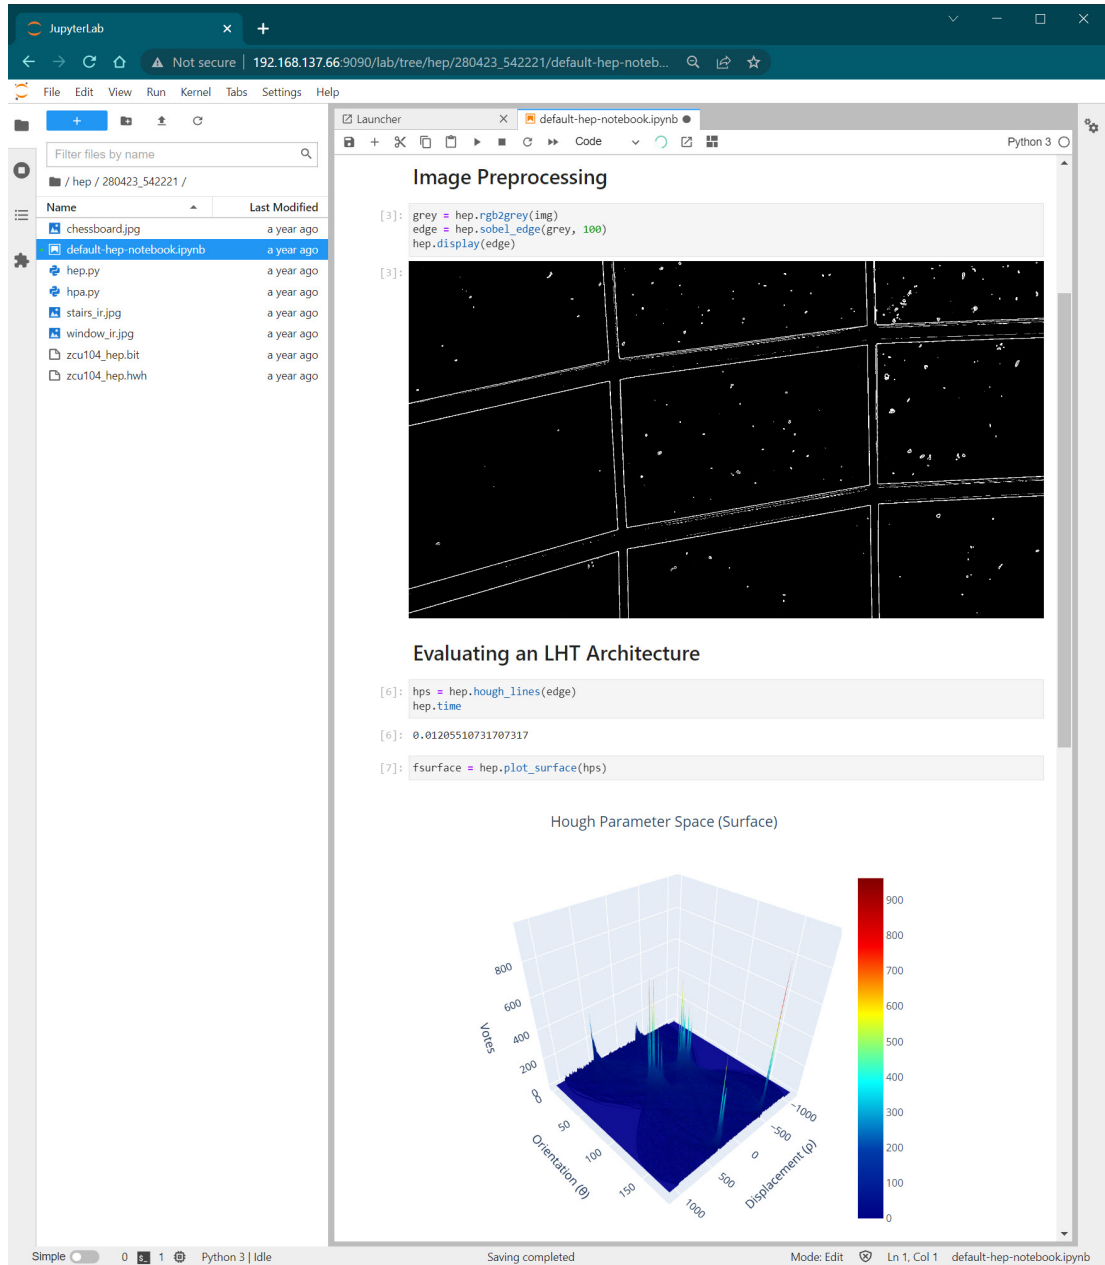 JupyterLab
Not secure | 192.168.137.66:9090/lab/tree/hep/280423_542221/default-hep-noteb...
File Edit View Run Kernel Tabs Settings Help
Launcher
default-hep-notebook.ipynb
Code
Python 3
Filter files by name
/ hep / 280423_542221 /
Name Last Modified
chessboard.jpg a year ago
default-hep-notebook.ipynb a year ago
hep.py a year ago
hpa.py a year ago
stairs_ir.jpg a year ago
window_ir.jpg a year ago
zcu104_hep.bit a year ago
zcu104_hep.hwh a year ago
Image Preprocessing
[3]: grey = hep.rgb2grey(img)
edge = hep.sobel_edge(grey, 100)
hep.display(edge)
[3]:
Evaluating an LHT Architecture
[6]: hps = hep.hough_lines(edge)
hep.time
[6]: 0.01205510731707317
[7]: fsurface = hep.plot_surface(hps)
Hough Parameter Space (Surface)
Votes
800
600
400
200
0
0
50
100
150
Orientation (θ)
1000
500
0
−500
−1000
Displacement (ρ)
900
800
700
600
500
400
300
200
100
0
Simple 0 s_ 1 Python 3 | Idle Saving completed Mode: Edit Ln 1, Col 1 default-hep-notebook.ipynb